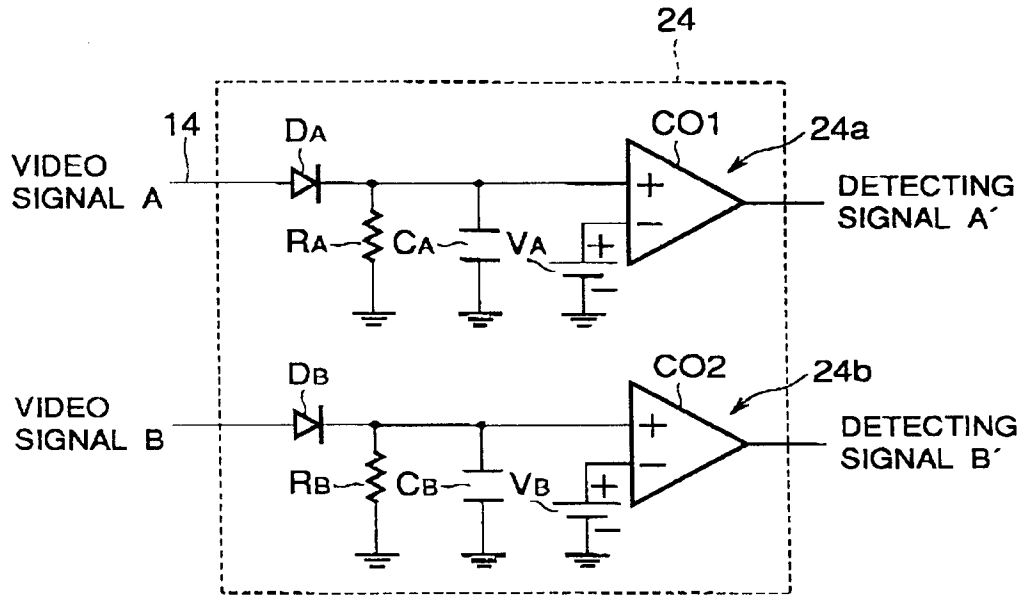 24
14
DA
CO1
24a
VIDEO
SIGNAL A
+
−
DETECTING
SIGNAL A´
RA
CA
VA
+
−
DB
CO2
24b
VIDEO
SIGNAL B
+
−
DETECTING
SIGNAL B´
RB
CB
VB
+
−